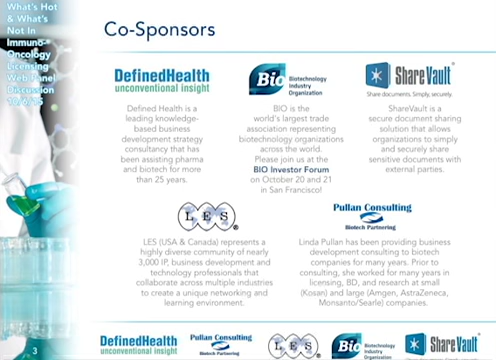 What's Hot
& What's
Not In
Immuno-
Oncology
Licensing
Web Panel
Discussion
10/6/15
Co-Sponsors
DefinedHealth
unconventional insight
Defined Health is a
leading knowledge-
based business
development strategy
consultancy that has
been assisting pharma
and biotech for more
than 25 years.
Bio
Biotechnology
Industry
Organization
BIO is the
world's largest trade
association representing
biotechnology organizations
across the world.
Please join us at the
BIO Investor Forum
on October 20 and 21
in San Francisco!
ShareVault®
Share documents. Simply, securely.
ShareVault is a
secure document sharing
solution that allows
organizations to simply
and securely share
sensitive documents with
external parties.
LES®
LES (USA & Canada) represents a
highly diverse community of nearly
3,000 IP, business development and
technology professionals that
collaborate across multiple industries
to create a unique networking and
learning environment.
Pullan Consulting
Biotech Partnering
Linda Pullan has been providing business
development consulting to biotech
companies for many years. Prior to
consulting, she worked for many years in
licensing, BD, and research at small
(Kosan) and large (Amgen, AstraZeneca,
Monsanto/Searle) companies.
3
DefinedHealth
unconventional insight
Pullan Consulting
Biotech Partnering
LES®
Bio
Biotechnology
Industry
Organization
ShareVault®